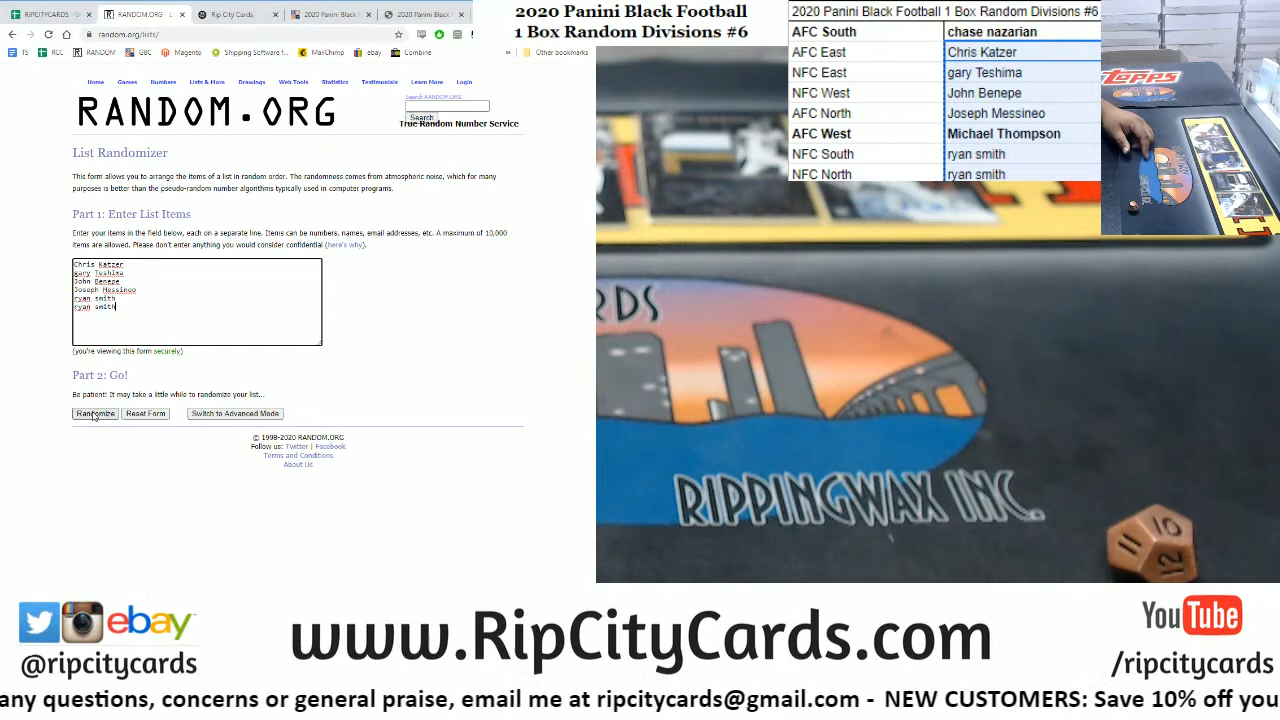 RIPCITYCARDS - G
RANDOM.ORG - L
Rip City Cards
2020 Panini Black F
2020 Panini Black F
random.org/lists/
TS
RCC
RANDOM
GBC
Magento
Shipping Software f...
MailChimp
ebay
Combine
»
Other bookmarks
2020 Panini Black Football
1 Box Random Divisions #6
2020 Panini Black Football 1 Box Random Divisions #6
AFC South chase nazarian
AFC East Chris Katzer
NFC East gary Teshima
NFC West John Benepe
AFC North Joseph Messineo
AFC West Michael Thompson
NFC South ryan smith
NFC North ryan smith
Home Games Numbers Lists & More Drawings Web Tools Statistics Testimonials Learn More Login
RANDOM.ORG
Search RANDOM.ORG
Search
True Random Number Service
List Randomizer
This form allows you to arrange the items of a list in random order. The randomness comes from atmospheric noise, which for many
purposes is better than the pseudo-random number algorithms typically used in computer programs.
Part 1: Enter List Items
Enter your items in the field below, each on a separate line. Items can be numbers, names, email addresses, etc. A maximum of 10,000
items are allowed. Please don't enter anything you would consider confidential (here's why).
Chris Katzer
gary Teshima
John Benepe
Joseph Messineo
ryan smith
ryan smith
(you're viewing this form securely)
Part 2: Go!
Be patient! It may take a little while to randomize your list...
Randomize Reset Form Switch to Advanced Mode
© 1998-2020 RANDOM.ORG
Follow us: Twitter | Facebook
Terms and Conditions
About Us
TOPPS
RDS
RIPPINGWAX INC.
11 10
12
ebay
@ripcitycards
www.RipCityCards.com
YouTube
/ripcitycards
any questions, concerns or general praise, email me at ripcitycards@gmail.com - NEW CUSTOMERS: Save 10% off you